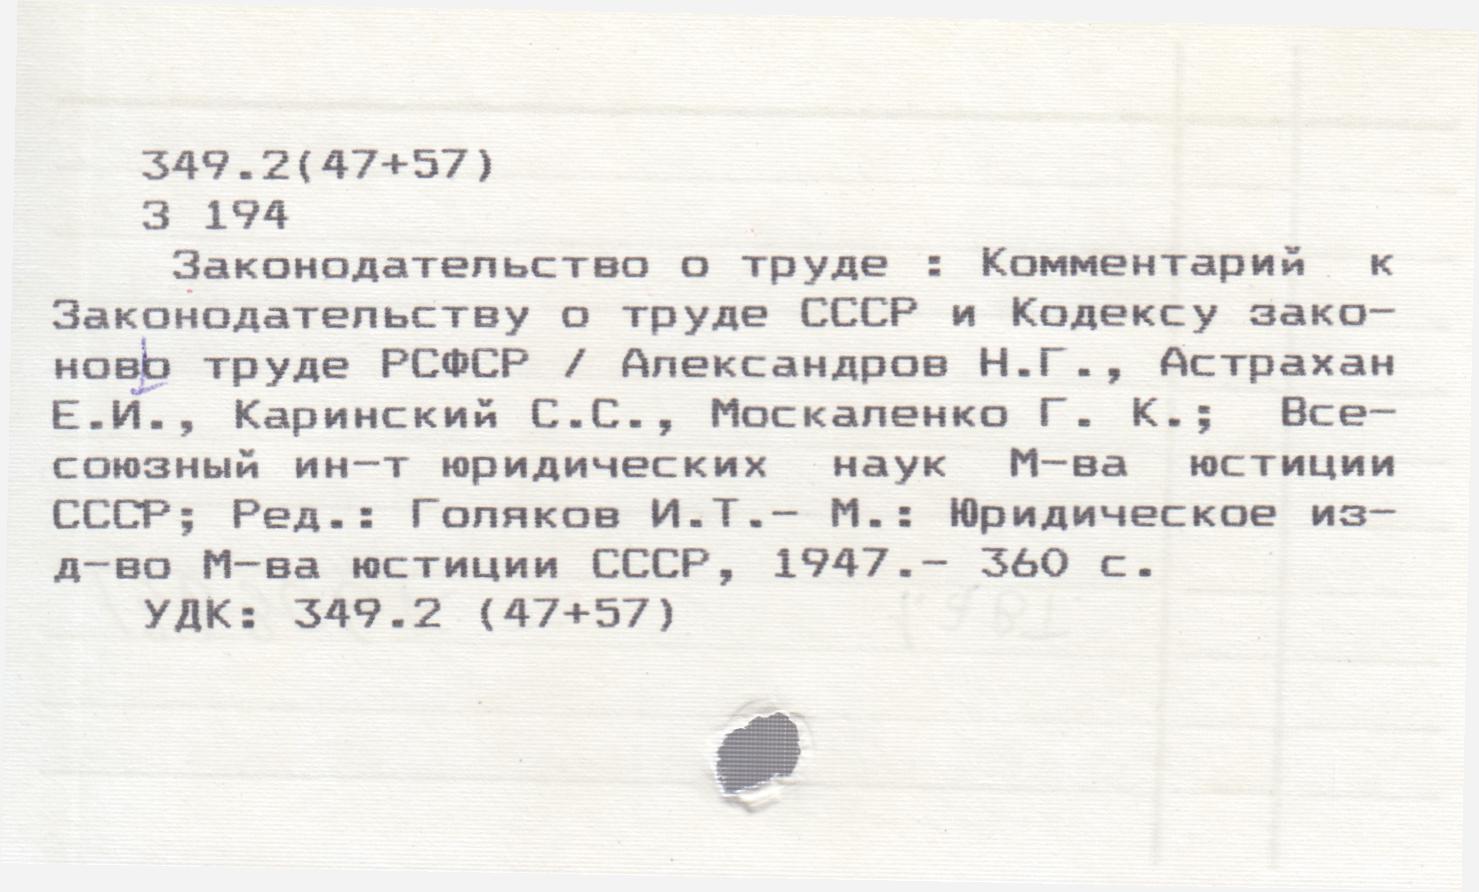 349.2(47+57)
З 194
Законодательство о труде : Комментарий к
Законодательству о труде СССР и Кодексу зако-
ново труде РСФСР / Александров Н.Г., Астрахан
Е.И., Каринский С.С., Москаленко Г. К.; Все-
союзный ин-т юридических наук М-ва юстиции
СССР; Ред.: Голяков И.Т.- М.: Юридическое из-
д-во М-ва юстиции СССР, 1947.- 360 с.
УДК: 349.2 (47+57)